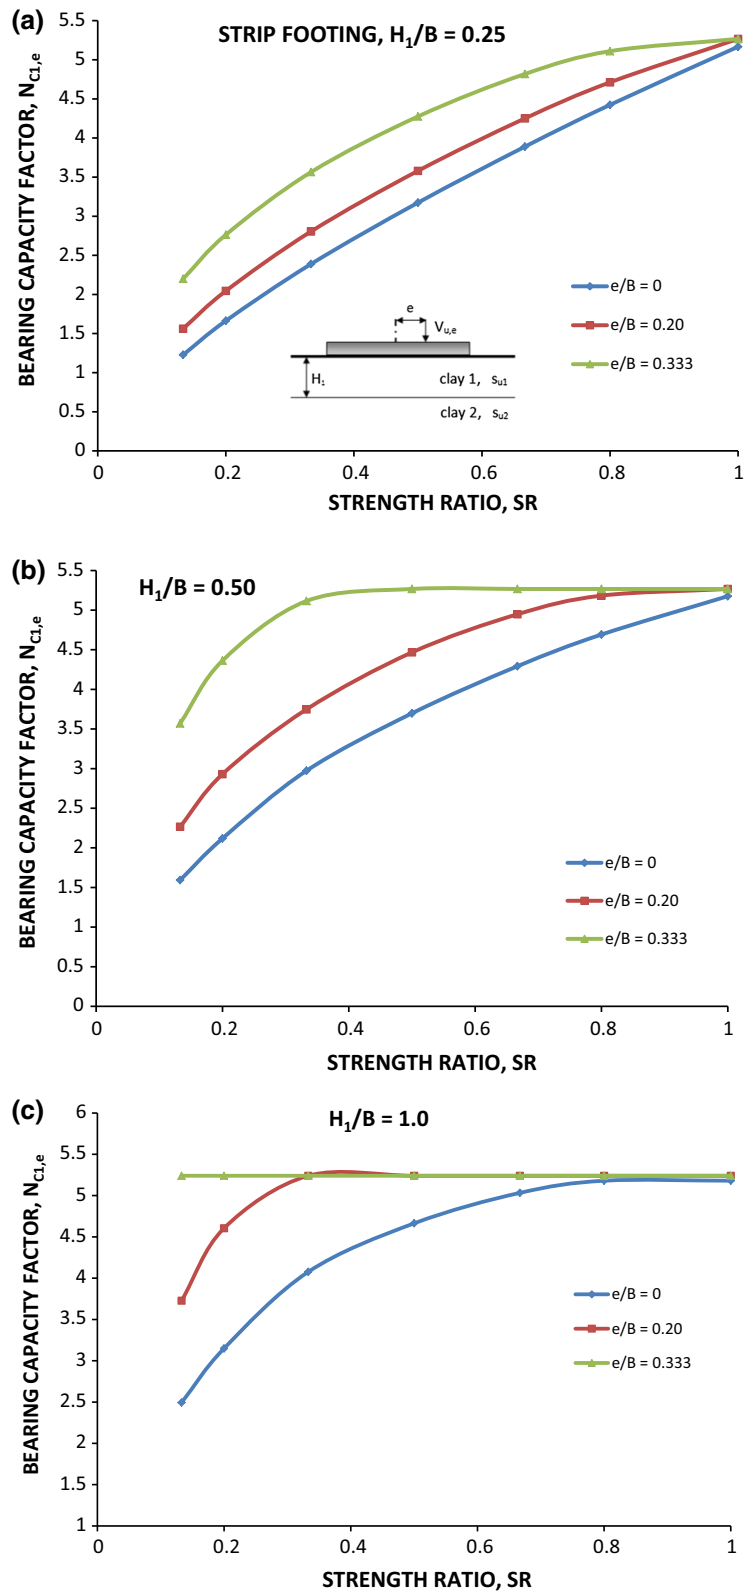 (a)
STRIP FOOTING, H₁/B = 0.25
BEARING CAPACITY FACTOR, N_C1,e
5.5
5
4.5
4
3.5
3
2.5
2
1.5
1
0.5
0
e
V_u,e
H₁
clay 1, s_u1
clay 2, s_u2
e/B = 0
e/B = 0.20
e/B = 0.333
0 0.2 0.4 0.6 0.8 1
STRENGTH RATIO, SR
(b)
H₁/B = 0.50
BEARING CAPACITY FACTOR, N_C1,e
5.5
5
4.5
4
3.5
3
2.5
2
1.5
1
0.5
0
e/B = 0
e/B = 0.20
e/B = 0.333
0 0.2 0.4 0.6 0.8 1
STRENGTH RATIO, SR
(c)
H₁/B = 1.0
BEARING CAPACITY FACTOR, N_C1,e
6
5.5
5
4.5
4
3.5
3
2.5
2
1.5
1
e/B = 0
e/B = 0.20
e/B = 0.333
0 0.2 0.4 0.6 0.8 1
STRENGTH RATIO, SR